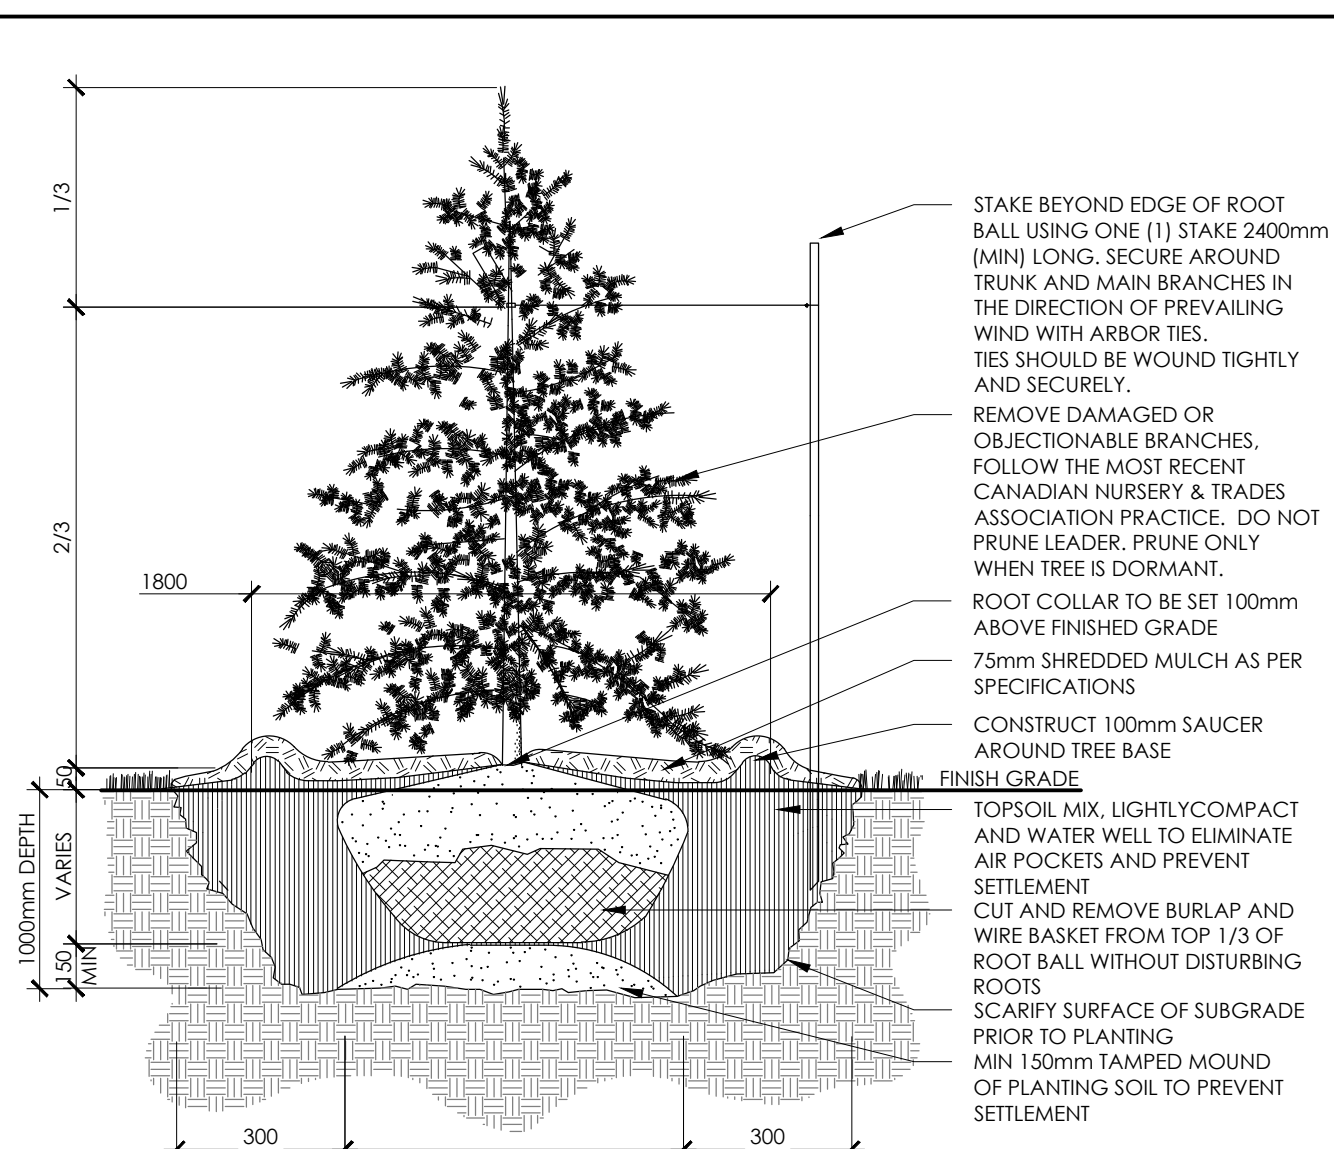 1/3
2/3
1800
50
1000mm DEPTH
VARIES
150
MIN
300
300
STAKE BEYOND EDGE OF ROOT
BALL USING ONE (1) STAKE 2400mm
(MIN) LONG. SECURE AROUND
TRUNK AND MAIN BRANCHES IN
THE DIRECTION OF PREVAILING
WIND WITH ARBOR TIES.
TIES SHOULD BE WOUND TIGHTLY
AND SECURELY.
REMOVE DAMAGED OR
OBJECTIONABLE BRANCHES,
FOLLOW THE MOST RECENT
CANADIAN NURSERY & TRADES
ASSOCIATION PRACTICE. DO NOT
PRUNE LEADER. PRUNE ONLY
WHEN TREE IS DORMANT.
ROOT COLLAR TO BE SET 100mm
ABOVE FINISHED GRADE
75mm SHREDDED MULCH AS PER
SPECIFICATIONS
CONSTRUCT 100mm SAUCER
AROUND TREE BASE
FINISH GRADE
TOPSOIL MIX, LIGHTLYCOMPACT
AND WATER WELL TO ELIMINATE
AIR POCKETS AND PREVENT
SETTLEMENT
CUT AND REMOVE BURLAP AND
WIRE BASKET FROM TOP 1/3 OF
ROOT BALL WITHOUT DISTURBING
ROOTS
SCARIFY SURFACE OF SUBGRADE
PRIOR TO PLANTING
MIN 150mm TAMPED MOUND
OF PLANTING SOIL TO PREVENT
SETTLEMENT